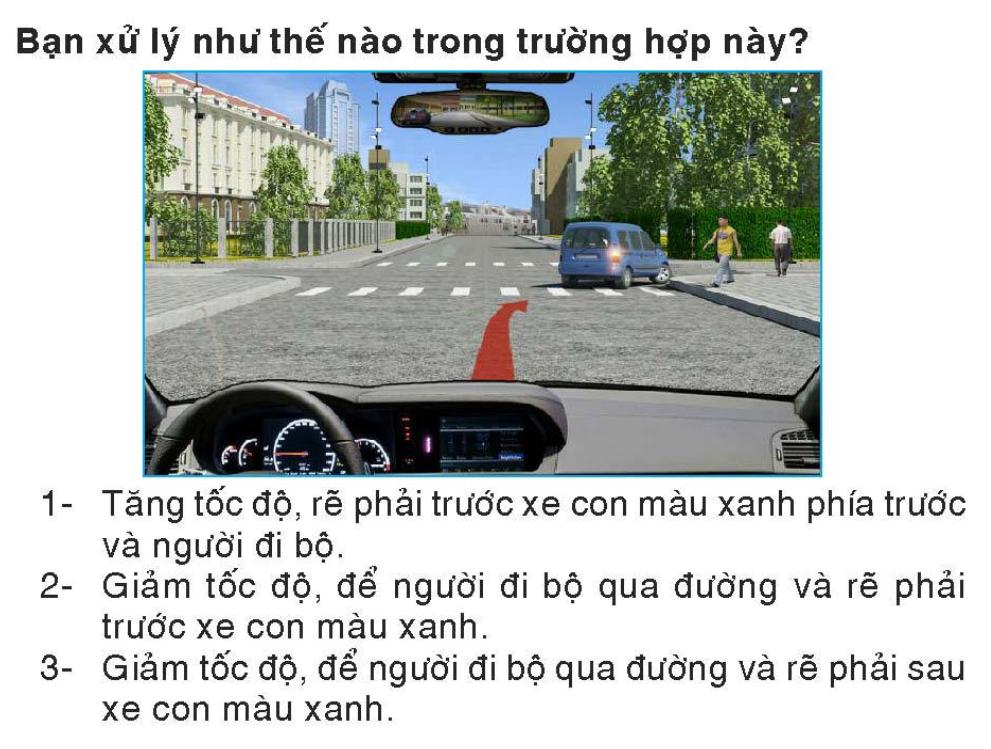 Bạn xử lý như thế nào trong trường hợp này?
1- Tăng tốc độ, rẽ phải trước xe con màu xanh phía trước
và người đi bộ.
2- Giảm tốc độ, để người đi bộ qua đường và rẽ phải
trước xe con màu xanh.
3- Giảm tốc độ, để người đi bộ qua đường và rẽ phải sau
xe con màu xanh.